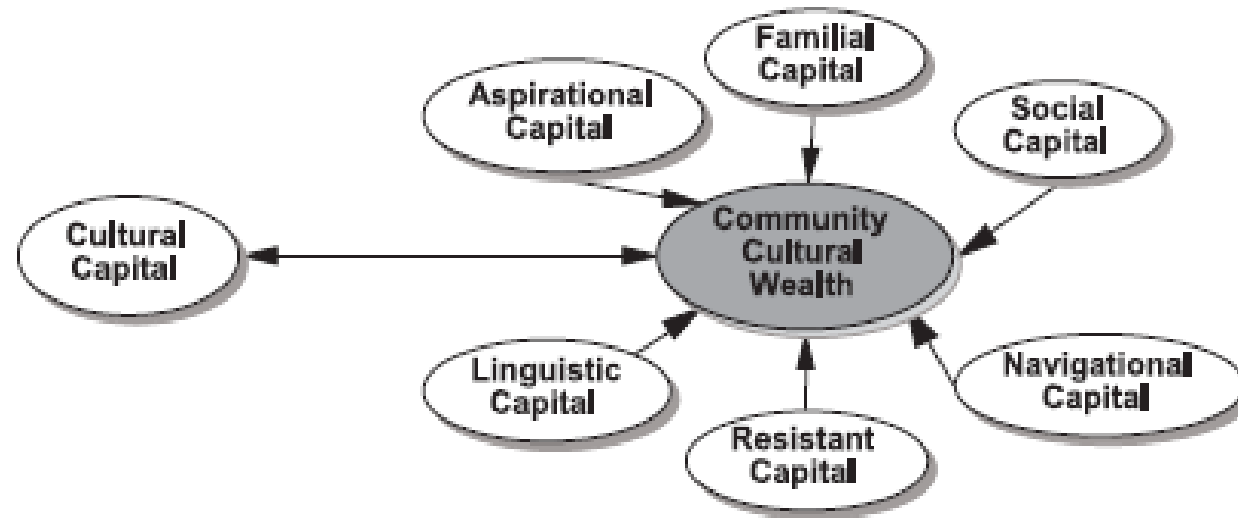 Familial
Capital
Aspirational
Capital
Social
Capital
Cultural
Capital
Community
Cultural
Wealth
Linguistic
Capital
Navigational
Capital
Resistant
Capital